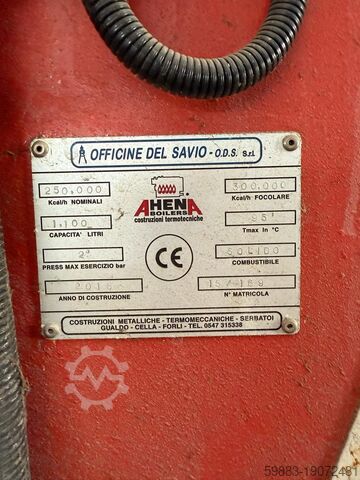 OFFICINE DEL SAVIO - O.D.S. S.r.l.
250.000
Kcal/h NOMINALI
AHENA
BOILERS
costruzioni termotecniche
300.000
Kcal/h FOCOLARE
1.100
CAPACITA' LITRI
95°
Tmax in °C
2
PRESS MAX ESERCIZIO bar
CE
SOLIDO
COMBUSTIBILE
ANNO DI COSTRUZIONE
N° MATRICOLA
COSTRUZIONI METALLICHE - TERMOMECCANICHE - SERBATOI
GUALDO - CELLA - FORLI - TEL. 0547 315338
59883-19072481